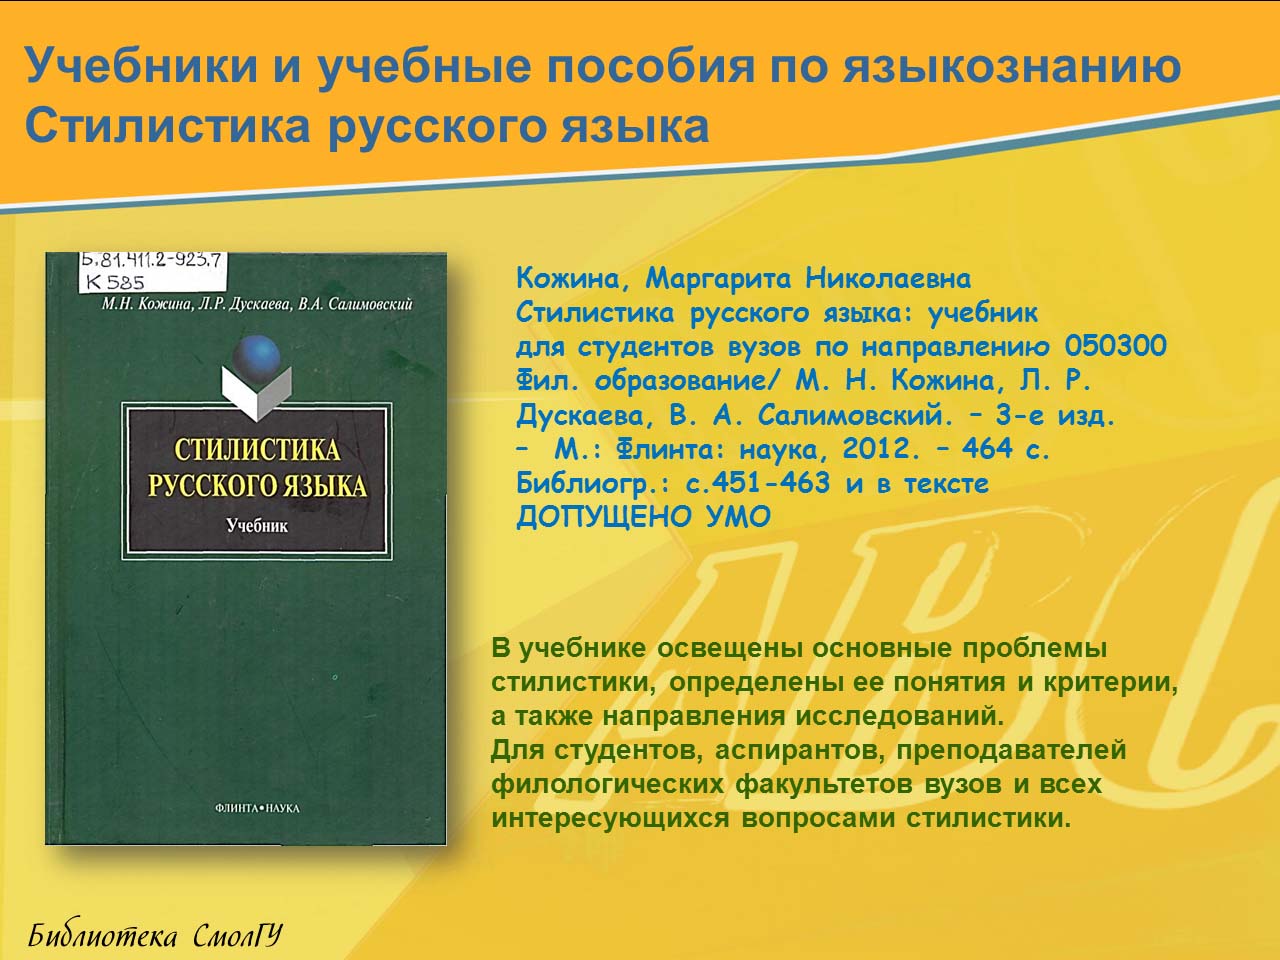 Учебники и учебные пособия по языкознанию
Стилистика русского языка
Б.81.411.2-923.7
К 585
М.Н. Кожина, Л.Р. Дускаева, В.А. Салимовский
СТИЛИСТИКА
РУССКОГО ЯЗЫКА
Учебник
ФЛИНТА•НАУКА
Кожина, Маргарита Николаевна
Стилистика русского языка: учебник
для студентов вузов по направлению 050300
Фил. образование/ М. Н. Кожина, Л. Р.
Дускаева, В. А. Салимовский. – 3-е изд.
– М.: Флинта: наука, 2012. – 464 с.
Библиогр.: с.451-463 и в тексте
ДОПУЩЕНО УМО
В учебнике освещены основные проблемы
стилистики, определены ее понятия и критерии,
а также направления исследований.
Для студентов, аспирантов, преподавателей
филологических факультетов вузов и всех
интересующихся вопросами стилистики.
Библиотека СмолГУ
ABC